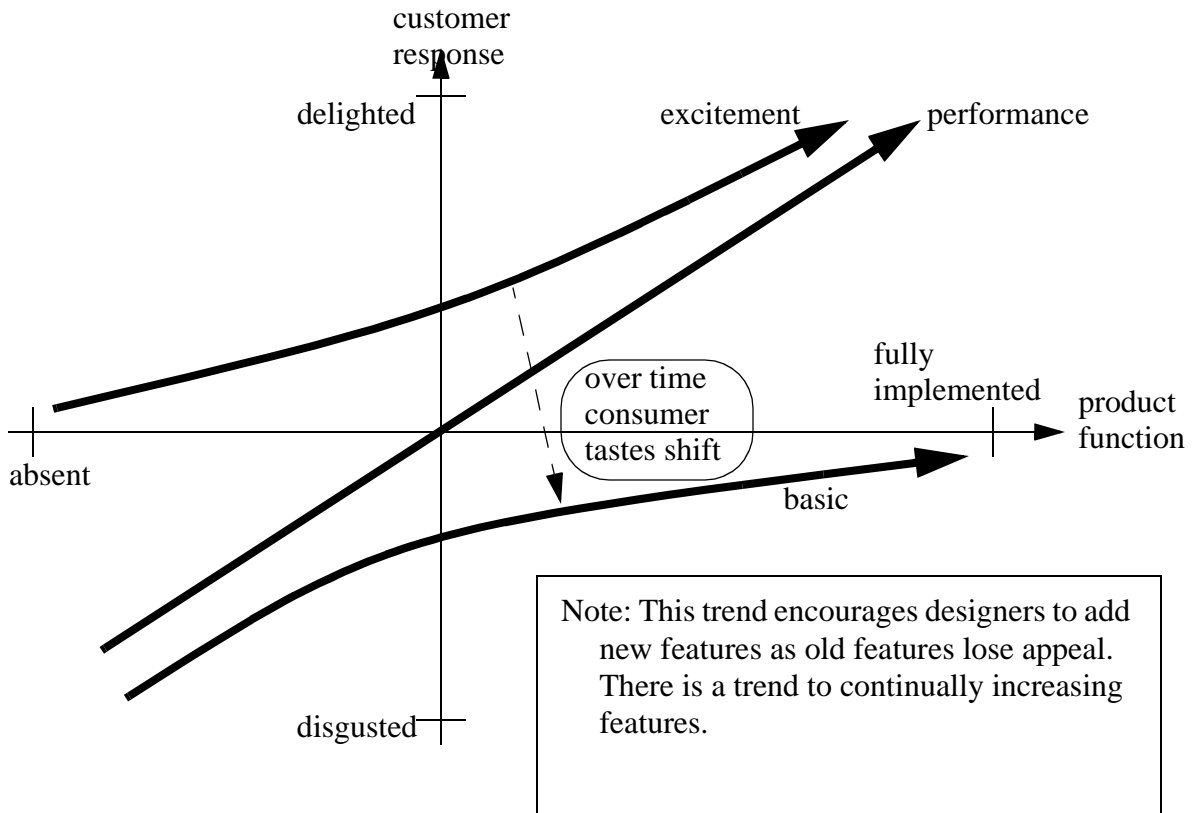 customer
response
delighted
excitement
performance
fully
implemented
over time
consumer
tastes shift
product
function
absent
basic
disgusted
Note: This trend encourages designers to add
new features as old features lose appeal.
There is a trend to continually increasing
features.